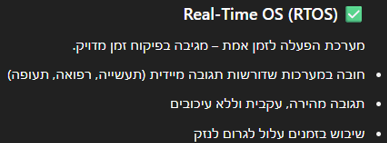 ✅ Real-Time OS (RTOS)
מערכת הפעלה לזמן אמת – מגיבה בפיקוח זמן מדויק.
• חובה במערכות שדורשות תגובה מיידית (תעשייה, רפואה, תעופה)
• תגובה מהירה, עקבית וללא עיכובים
• שיבוש בזמנים עלול לגרום לנזק